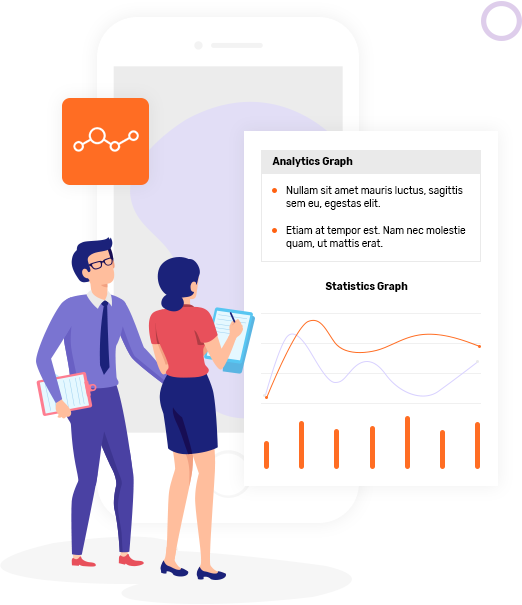 Analytics Graph
Nullam sit amet mauris luctus, sagittis
sem eu, egestas elit.
Etiam at tempor est. Nam nec molestie
quam, ut mattis erat.
Statistics Graph